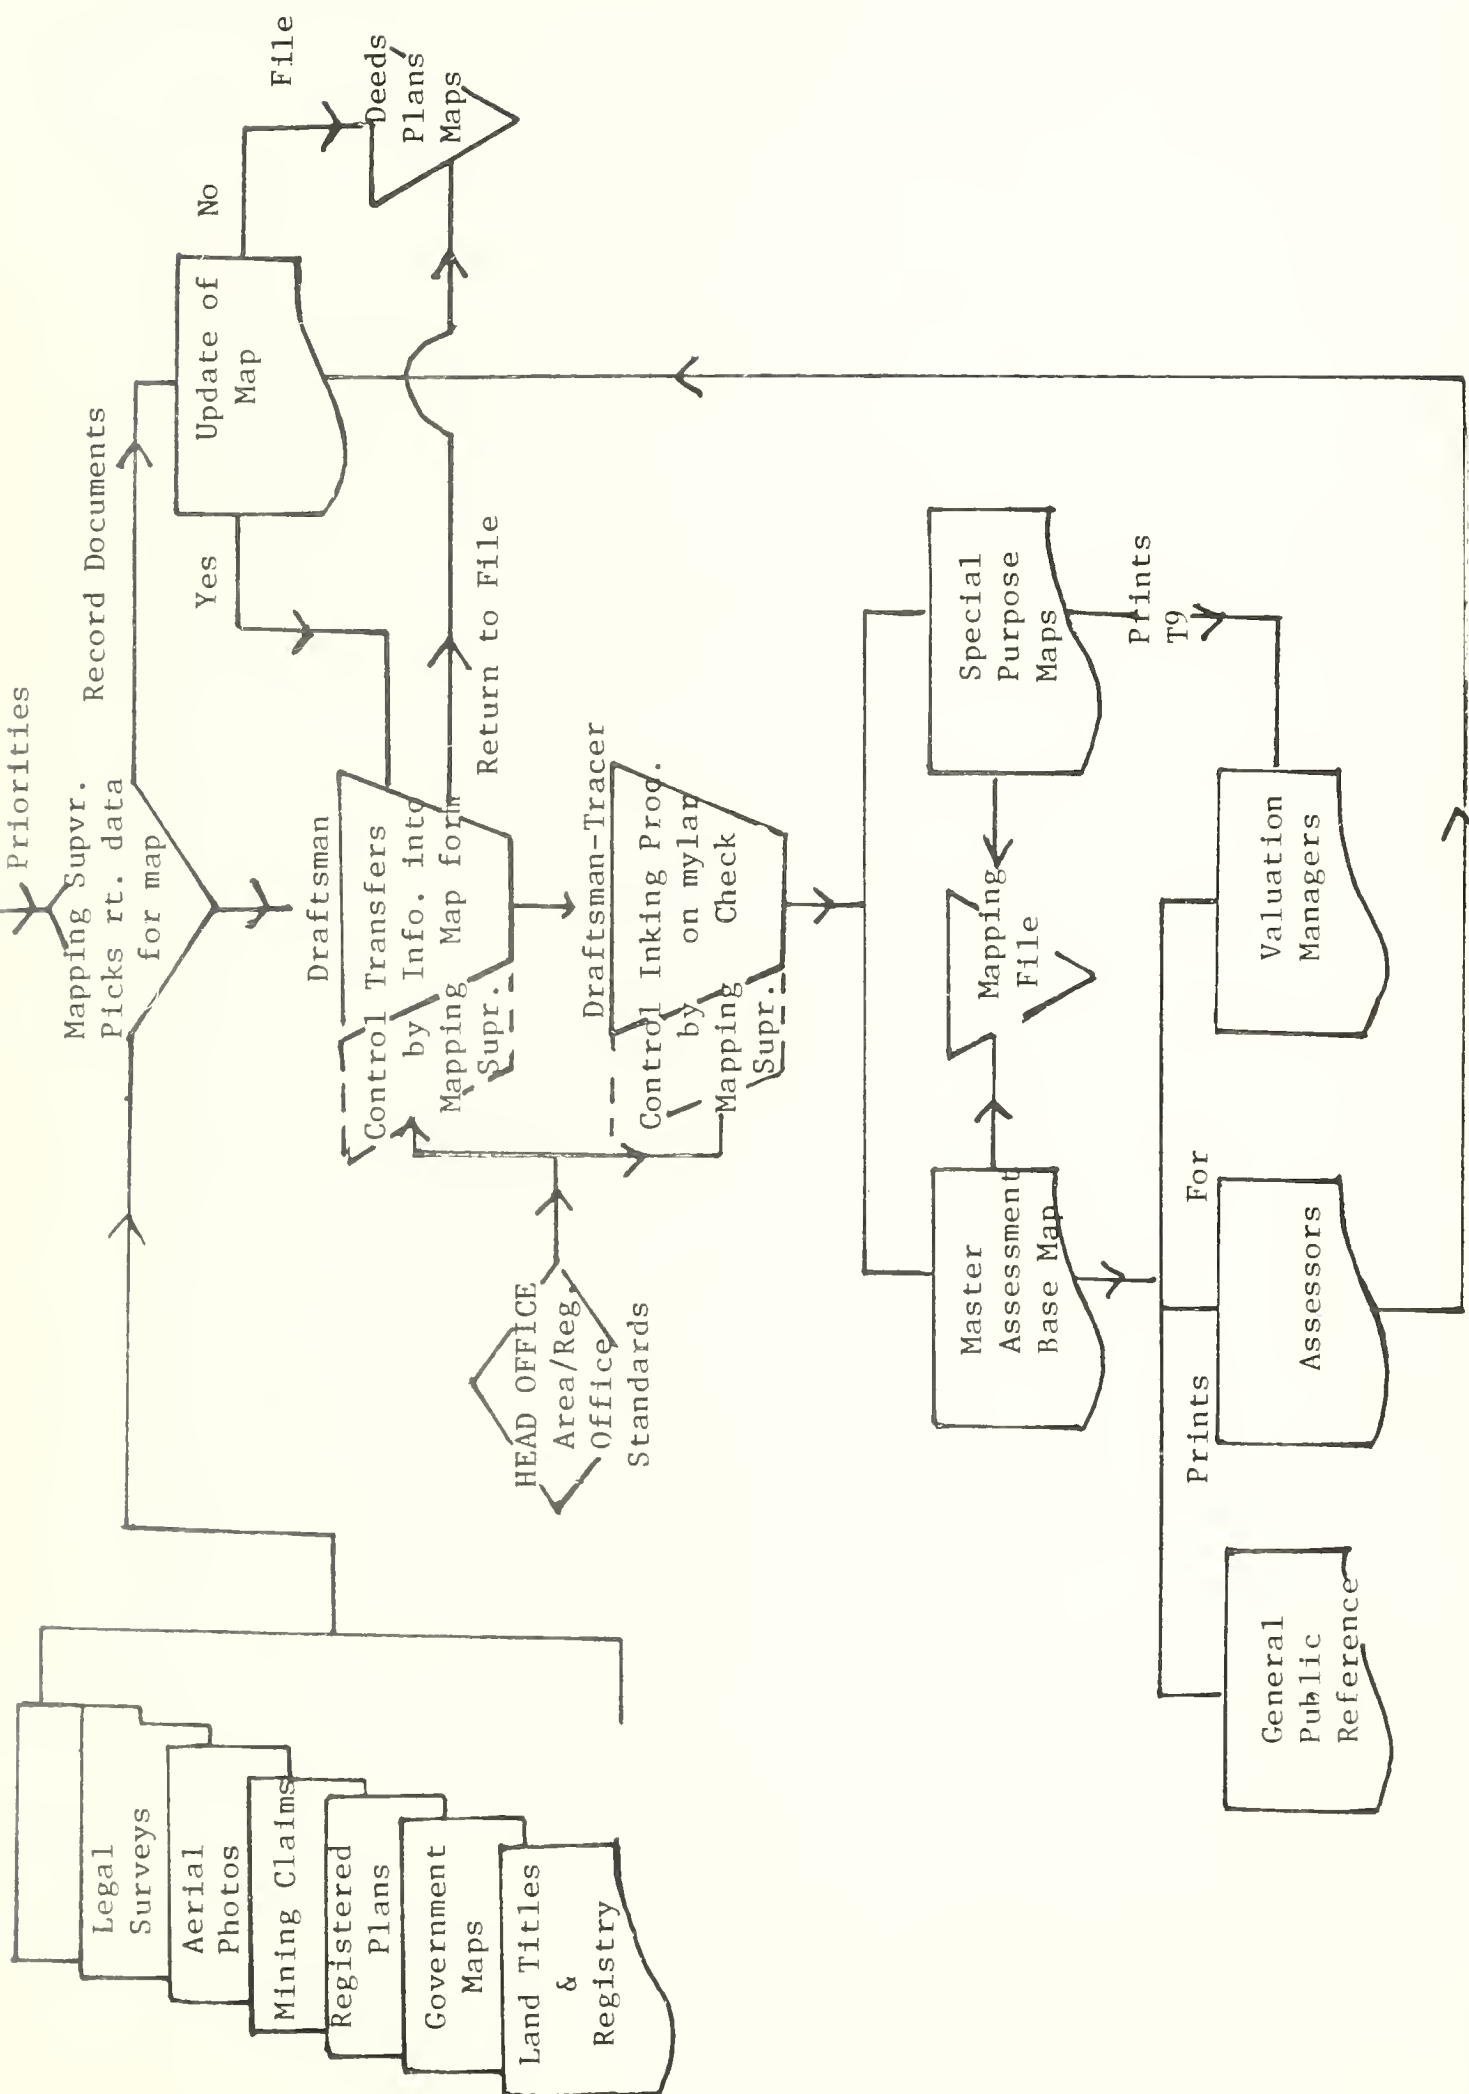 Priorities
Mapping Supvr.
Picks rt. data
for map
Record Documents
Update of
Map
No
File
Deeds
Plans
Maps
Yes
Return to File
Legal
Surveys
Aerial
Photos
Mining Claims
Registered
Plans
Government
Maps
Land Titles
&
Registry
HEAD OFFICE
Area/Reg.
Office
Standards
Draftsman
Control Transfers
by Info. into
Mapping Map form
Supr.
Draftsman-Tracer
Control Inking Proc.
by on mylar
Mapping Check
Supr.
Master
Assessment
Base Map
Mapping
File
Special
Purpose
Maps
Prints
T9
Prints For
General
Public
Reference
Assessors
Valuation
Managers